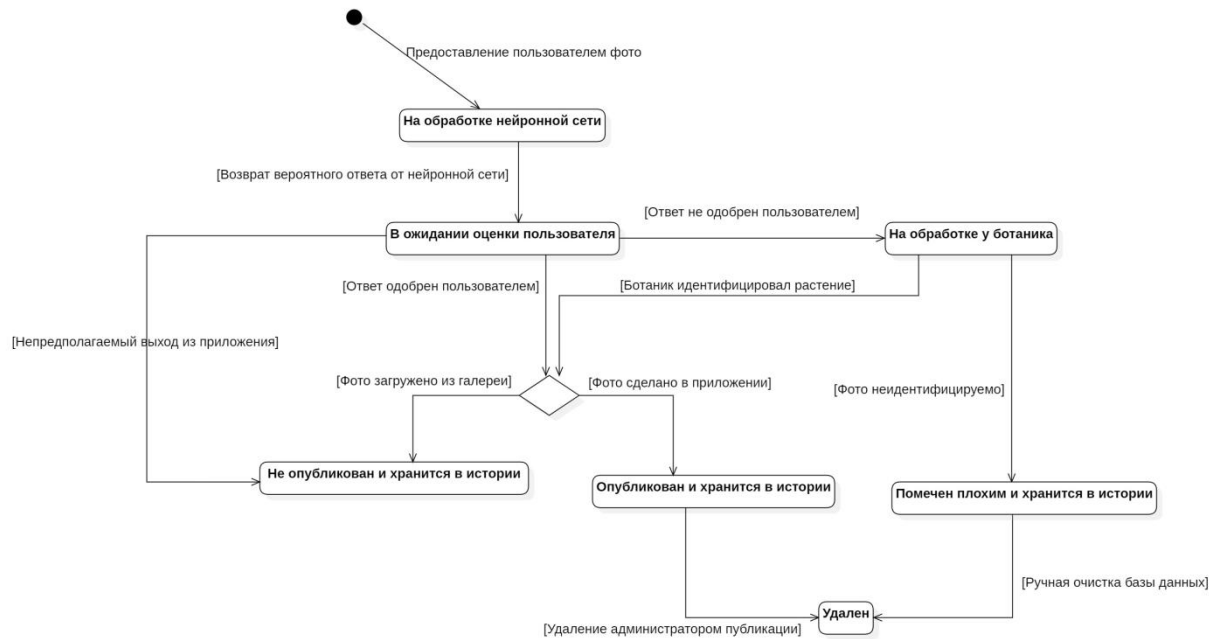 Предоставление пользователем фото
На обработке нейронной сети
[Возврат вероятного ответа от нейронной сети]
[Ответ не одобрен пользователем]
В ожидании оценки пользователя
На обработке у ботаника
[Ответ одобрен пользователем]
[Ботаник идентифицировал растение]
[Непредполагаемый выход из приложения]
[Фото загружено из галереи]
[Фото сделано в приложении]
[Фото неидентифицируемо]
Не опубликован и хранится в истории
Опубликован и хранится в истории
Помечен плохим и хранится в истории
[Ручная очистка базы данных]
Удален
[Удаление администратором публикации]